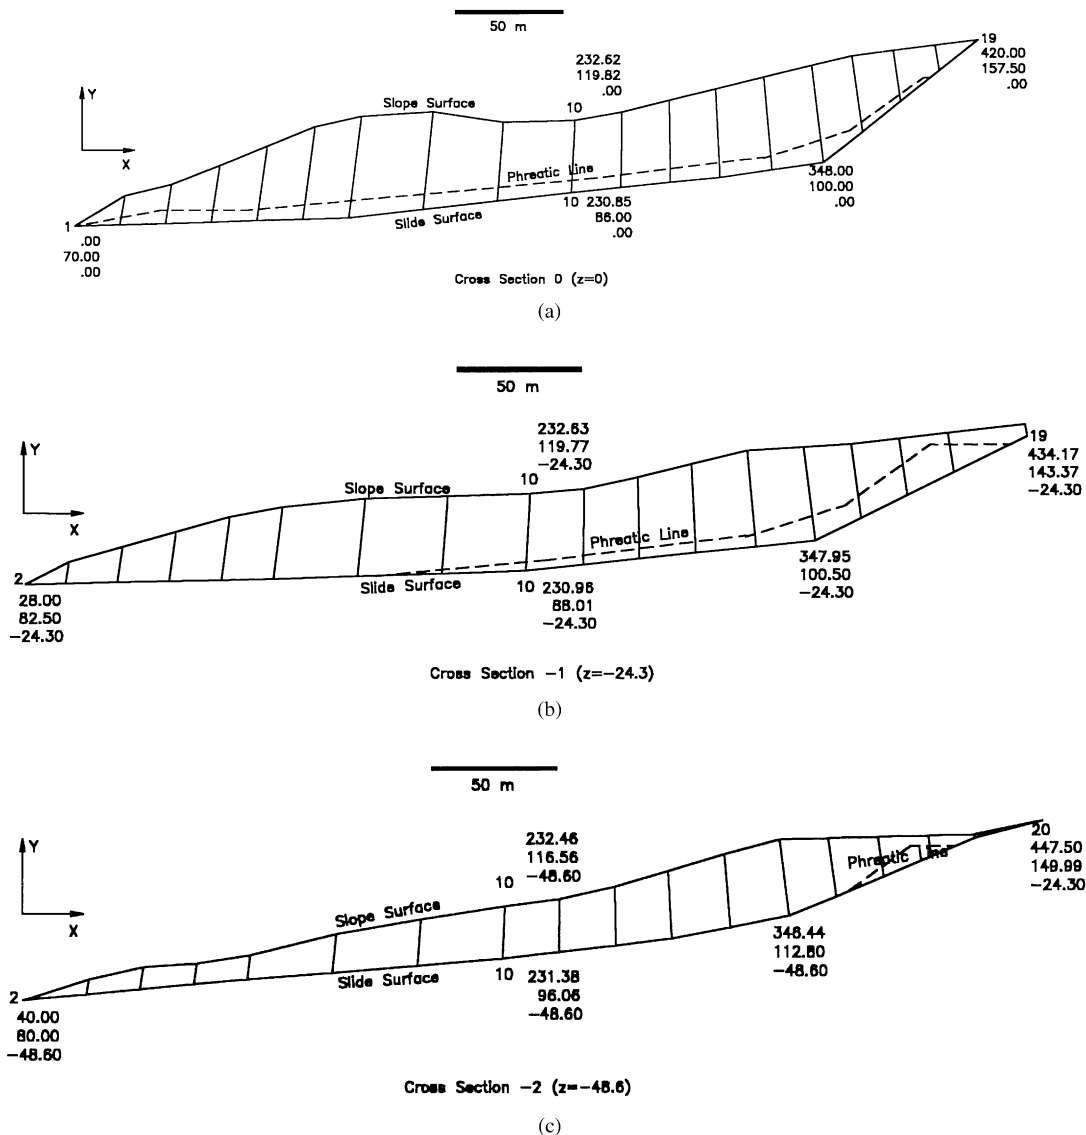 50 m
19
420.00
157.50
.00
232.62
119.82
.00
10
Y
X
Slope Surface
Phreatic Line
1
.00
70.00
.00
Slide Surface
10
230.85
86.00
.00
348.00
100.00
.00
Cross Section 0 (z=0)
(a)
50 m
232.63
119.77
-24.30
10
19
434.17
143.37
-24.30
Y
X
Slope Surface
Phreatic Line
2
28.00
82.50
-24.30
Slide Surface
10
230.96
88.01
-24.30
347.95
100.50
-24.30
Cross Section -1 (z=-24.3)
(b)
50 m
232.46
116.56
-48.60
10
20
447.50
149.99
-24.30
Y
X
Slope Surface
Phreatic line
2
40.00
80.00
-48.60
Slide Surface
10
231.38
96.06
-48.60
346.44
112.80
-48.60
Cross Section -2 (z=-48.6)
(c)